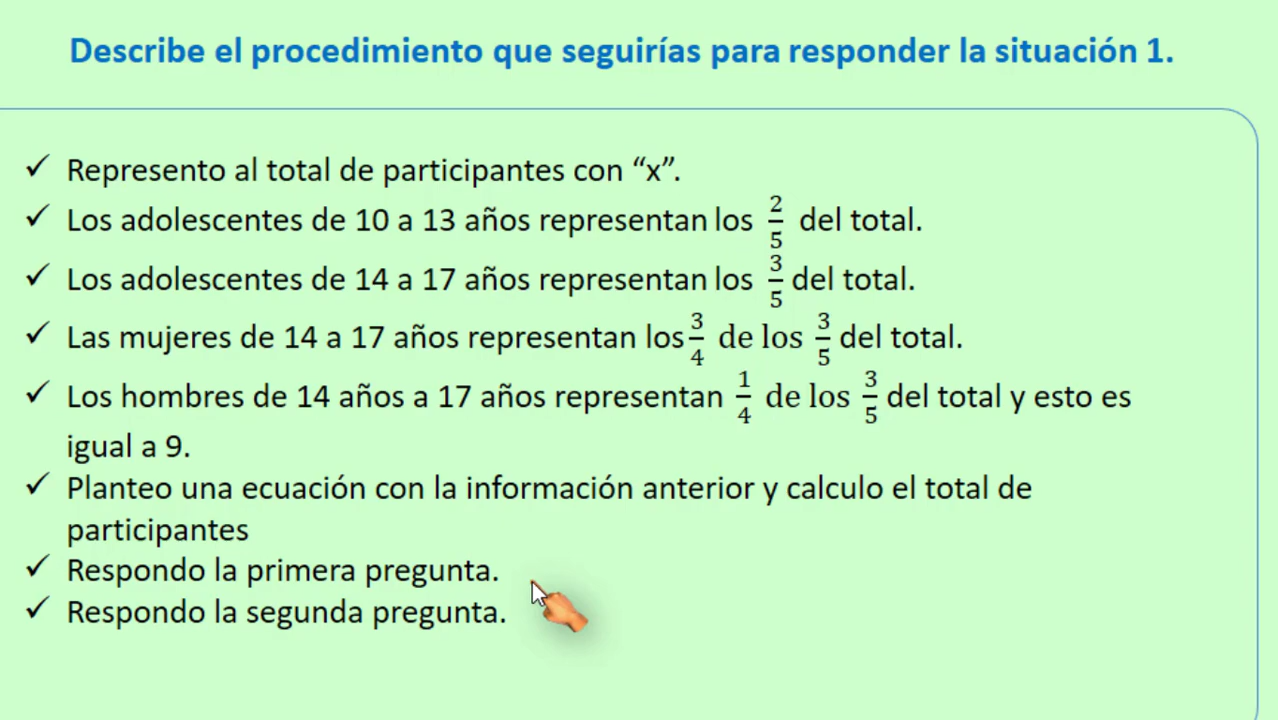 Describe el procedimiento que seguirías para responder la situación 1.
✓ Represento al total de participantes con “x”.
✓ Los adolescentes de 10 a 13 años representan los 2/5 del total.
✓ Los adolescentes de 14 a 17 años representan los 3/5 del total.
✓ Las mujeres de 14 a 17 años representan los 3/4 de los 3/5 del total.
✓ Los hombres de 14 años a 17 años representan 1/4 de los 3/5 del total y esto es
igual a 9.
✓ Planteo una ecuación con la información anterior y calculo el total de
participantes
✓ Respondo la primera pregunta.
✓ Respondo la segunda pregunta.